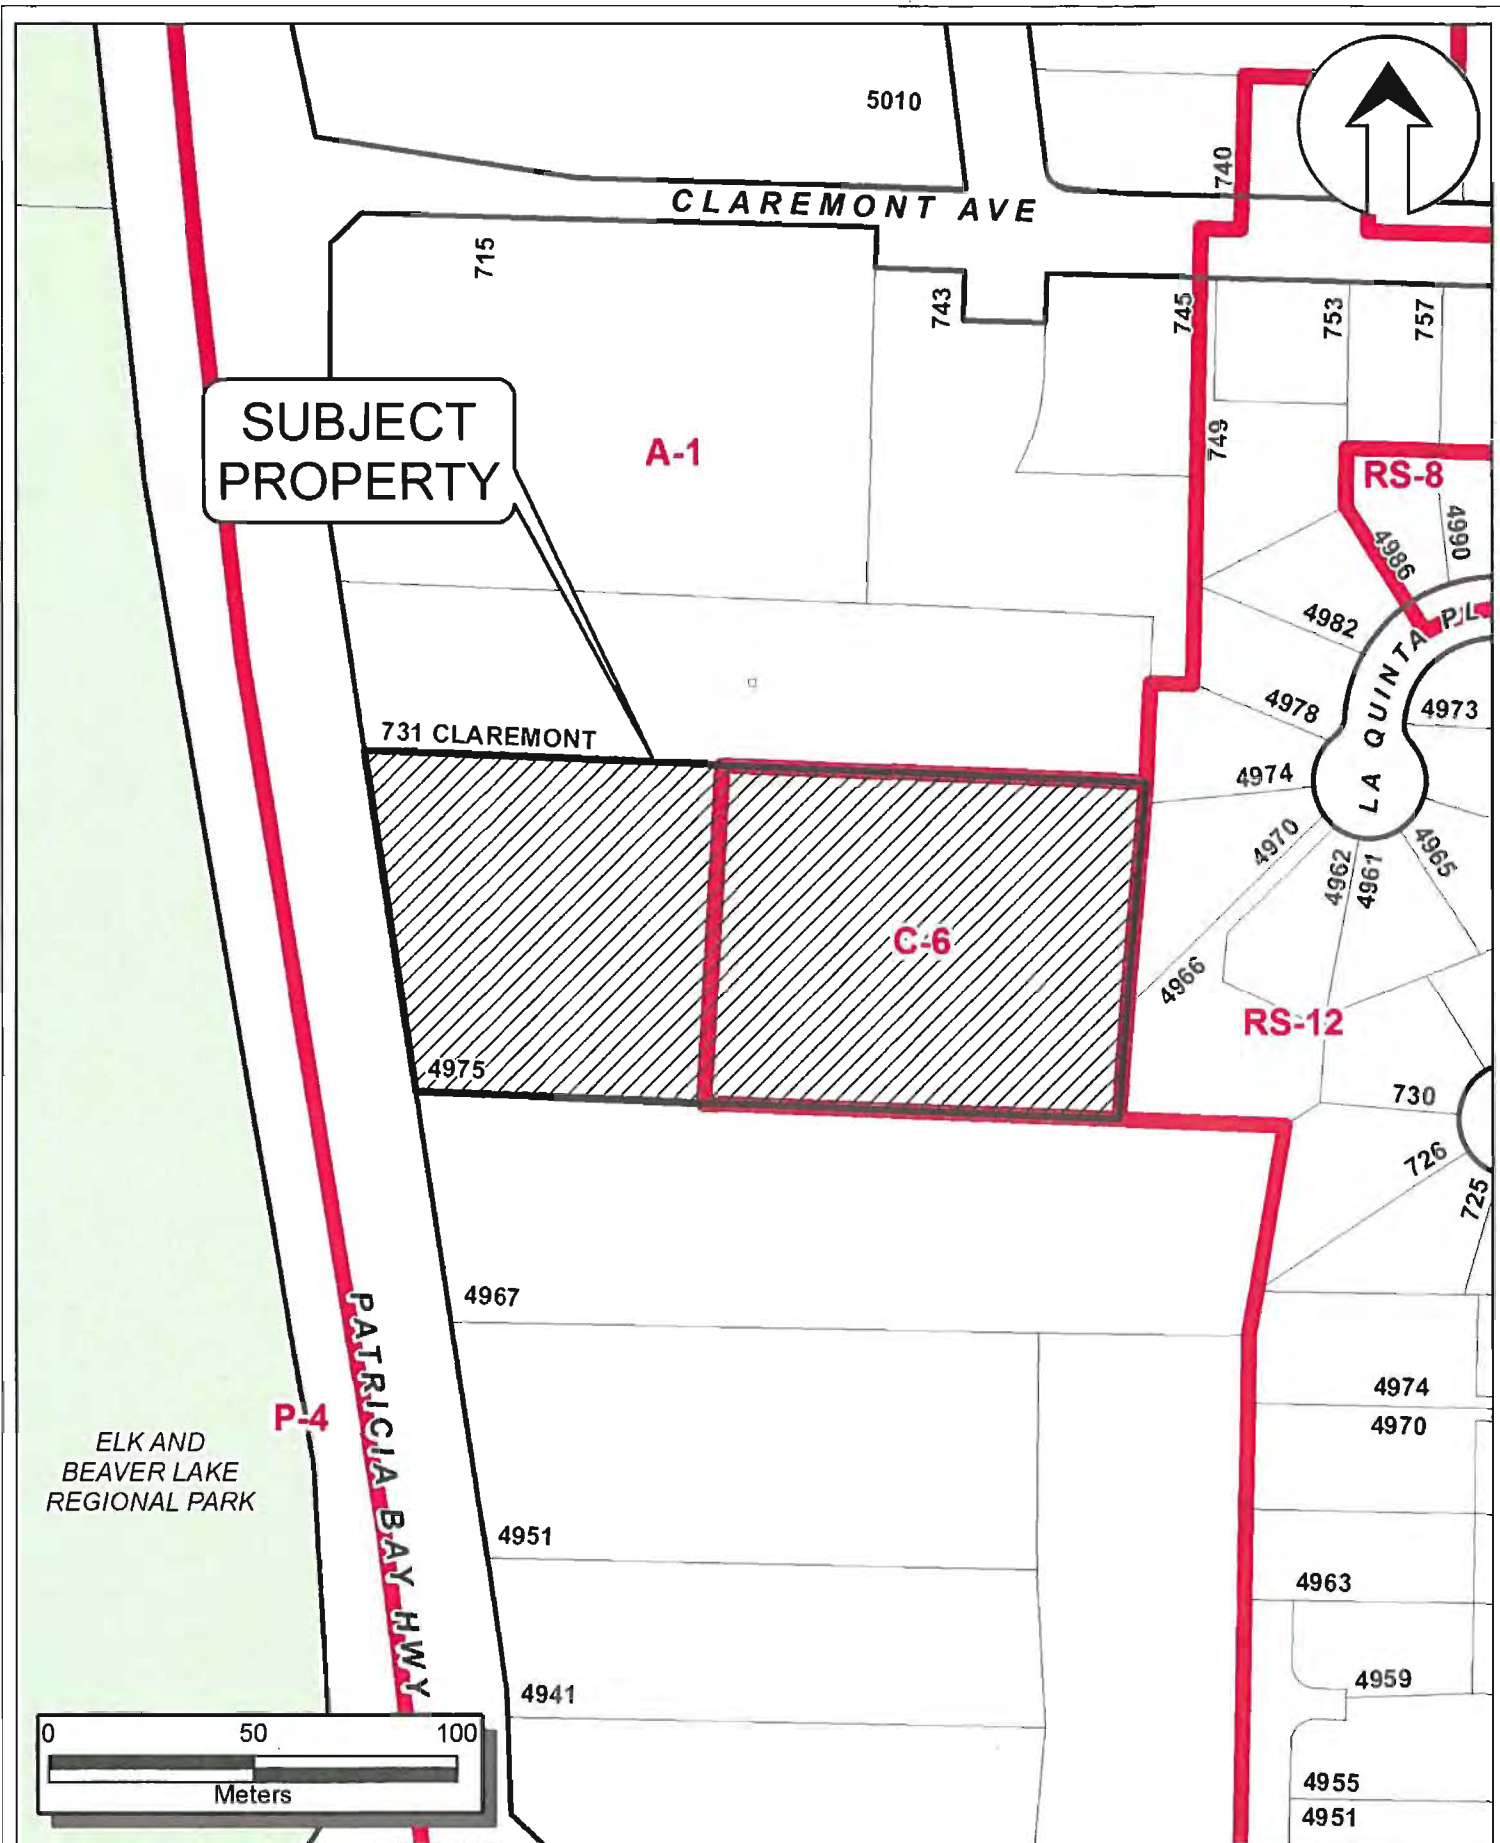 5010
740
CLAREMONT AVE
715
743
745
753
757
SUBJECT
PROPERTY
A-1
749
RS-8
4990
4986
4982
LA QUINTA PL
4978
4973
731 CLAREMONT
4974
4970
4962
4961
4965
C-6
4966
RS-12
4975
730
726
725
4967
PATRICIA BAY HWY
P-4
4974
4970
ELK AND
BEAVER LAKE
REGIONAL PARK
4951
4963
4959
4941
0 50 100
Meters
4955
4951